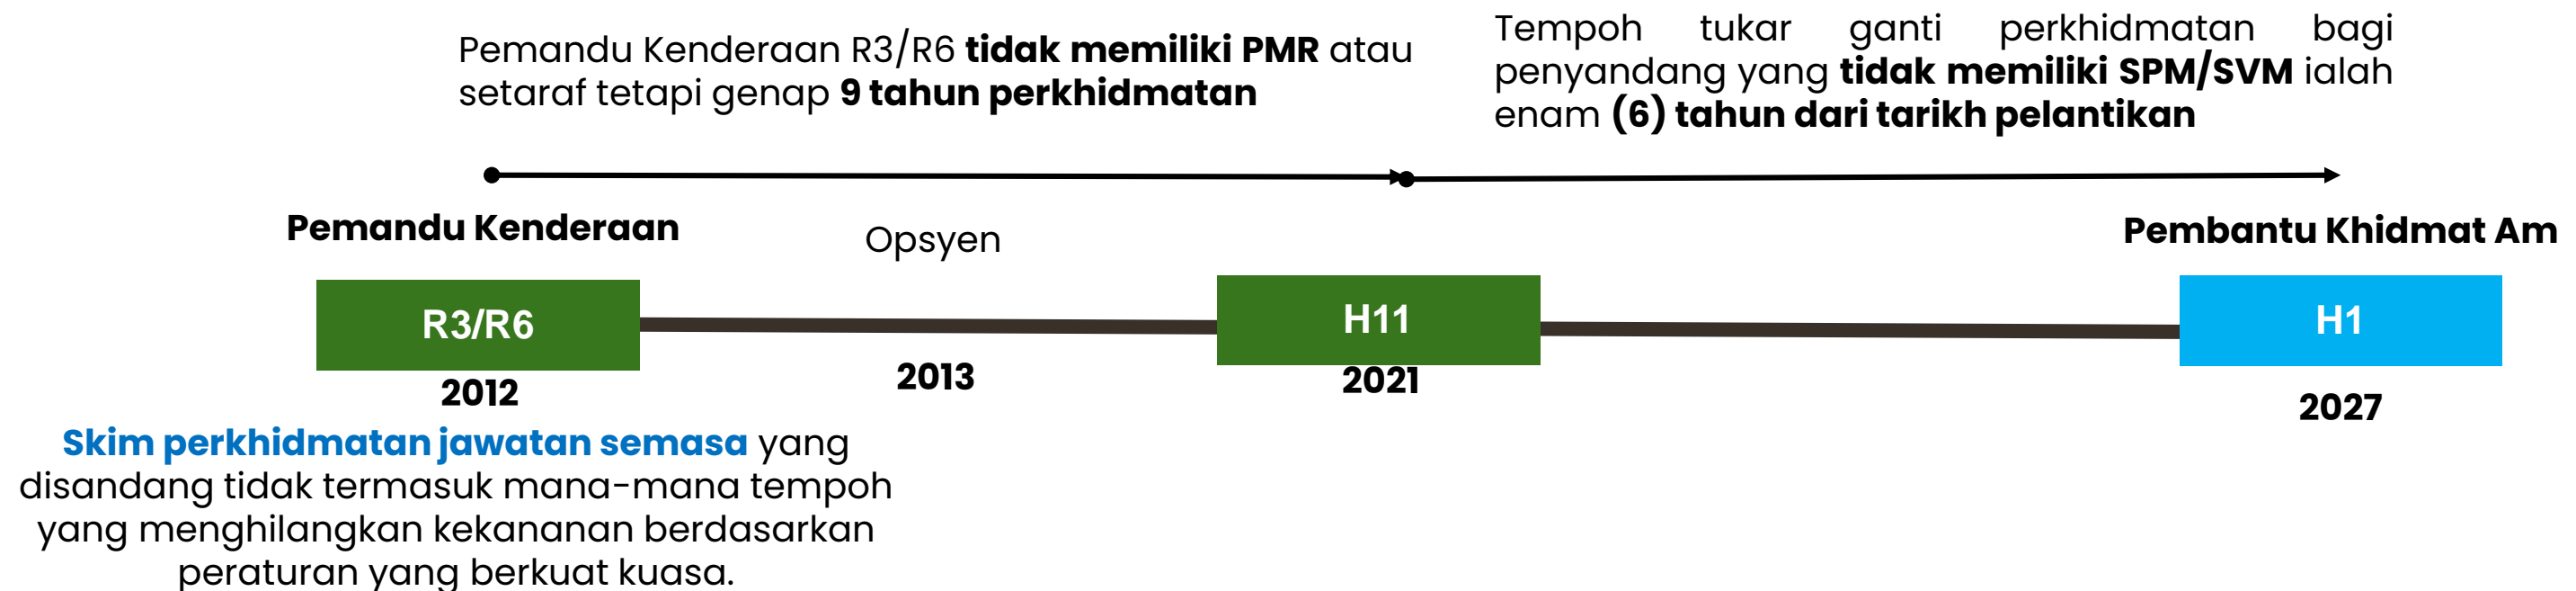 Pemandu Kenderaan R3/R6 tidak memiliki PMR atau
setaraf tetapi genap 9 tahun perkhidmatan
Tempoh tukar ganti perkhidmatan bagi
penyandang yang tidak memiliki SPM/SVM ialah
enam (6) tahun dari tarikh pelantikan
Pemandu Kenderaan
Opsyen
Pembantu Khidmat Am
R3/R6
H11
H1
2012
2013
2021
2027
Skim perkhidmatan jawatan semasa yang
disandang tidak termasuk mana-mana tempoh
yang menghilangkan kekananan berdasarkan
peraturan yang berkuat kuasa.